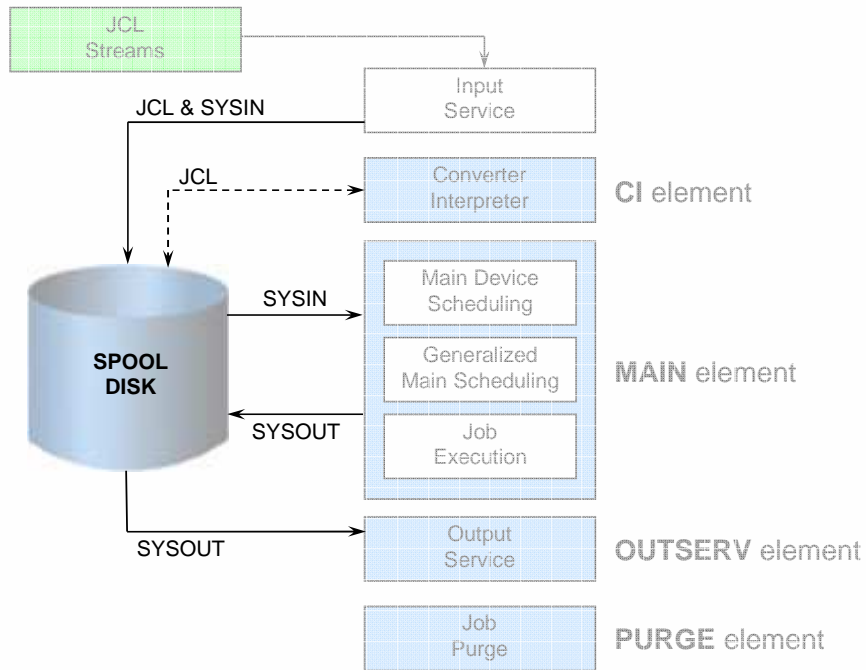 JCL
Streams
Input
Service
JCL & SYSIN
JCL
Converter
Interpreter
CI element
Main Device
Scheduling
SYSIN
Generalized
Main Scheduling
MAIN element
SPOOL
DISK
SYSOUT
Job
Execution
Output
Service
OUTSERV element
SYSOUT
Job
Purge
PURGE element